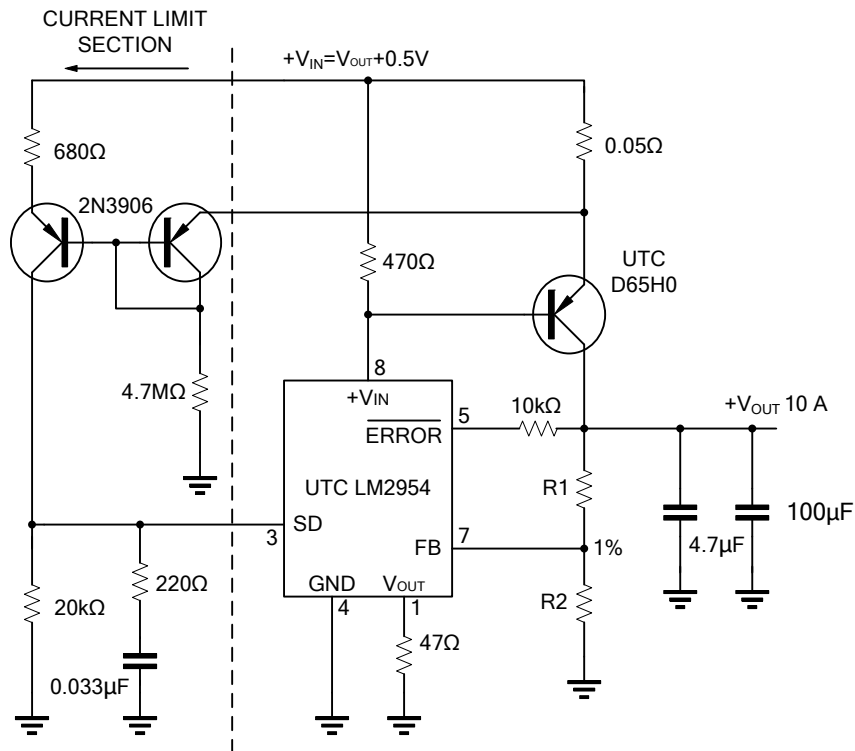 CURRENT LIMIT
SECTION
+VIN=VOUT+0.5V
680Ω
0.05Ω
2N3906
470Ω
UTC
D65H0
4.7MΩ
8
+VIN
5
10kΩ
+VOUT 10 A
ERROR
UTC LM2954
R1
100µF
3
SD
7
4.7µF
FB
1%
220Ω
20kΩ
GND
VOUT
R2
4
1
47Ω
0.033µF